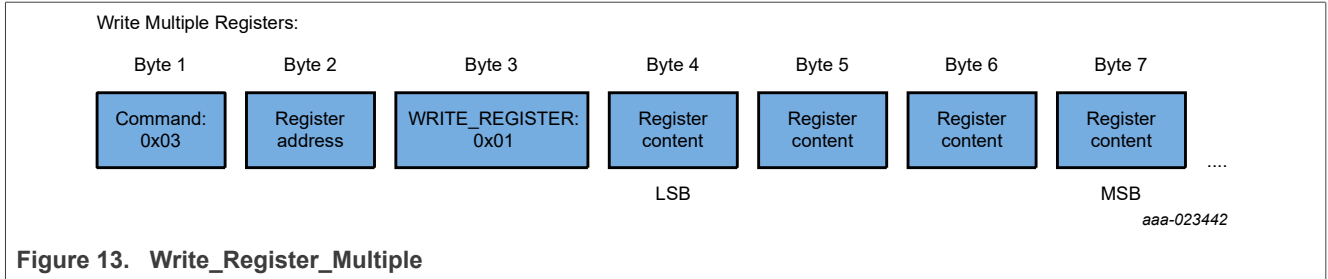 Write Multiple Registers:
Byte 1 Byte 2 Byte 3 Byte 4 Byte 5 Byte 6 Byte 7
Command: Register WRITE_REGISTER: Register Register Register Register
0x03 address 0x01 content content content content
....
LSB MSB
aaa-023442
Figure 13. Write_Register_Multiple